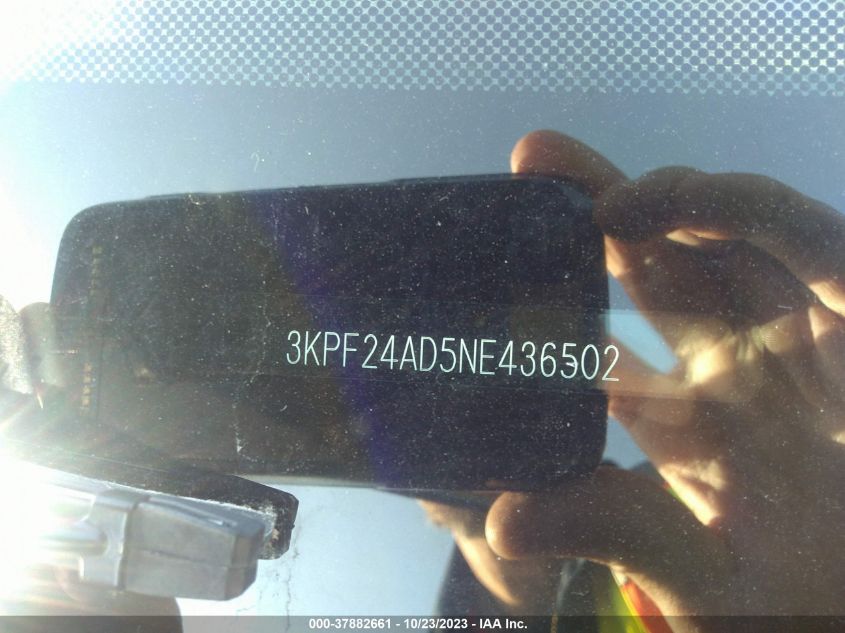 3KPF24AD5NE436502
000-37882661 - 10/23/2023 - IAA Inc.